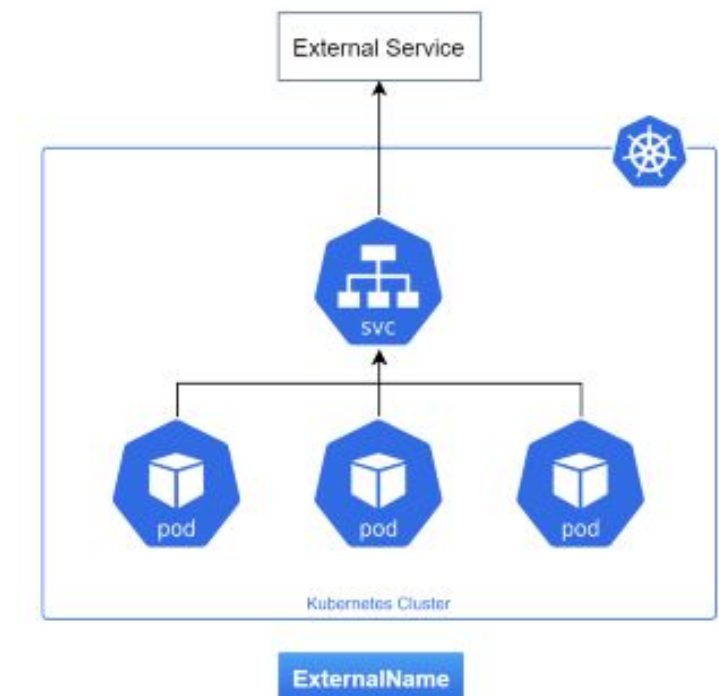 External Service
svc
pod
pod
pod
Kubernetes Cluster
ExternalName